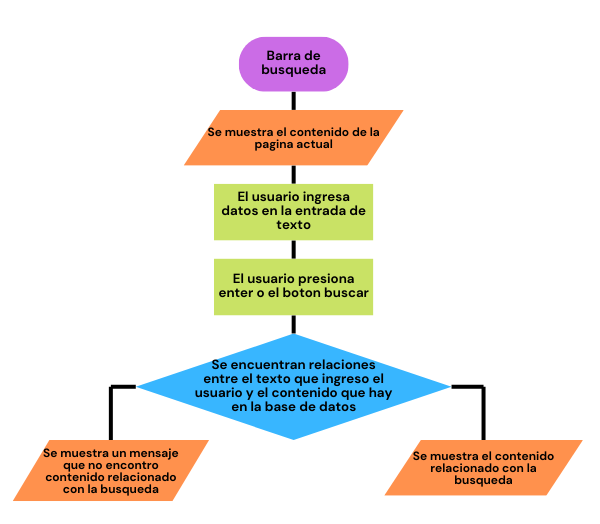 Barra de
busqueda
Se muestra el contenido de la
pagina actual
El usuario ingresa
datos en la entrada de
texto
El usuario presiona
enter o el boton buscar
Se encuentran relaciones
entre el texto que ingreso el
usuario y el contenido que hay
en la base de datos
Se muestra un mensaje
que no encontro
contenido relacionado
con la busqueda
Se muestra el contenido
relacionado con la
busqueda